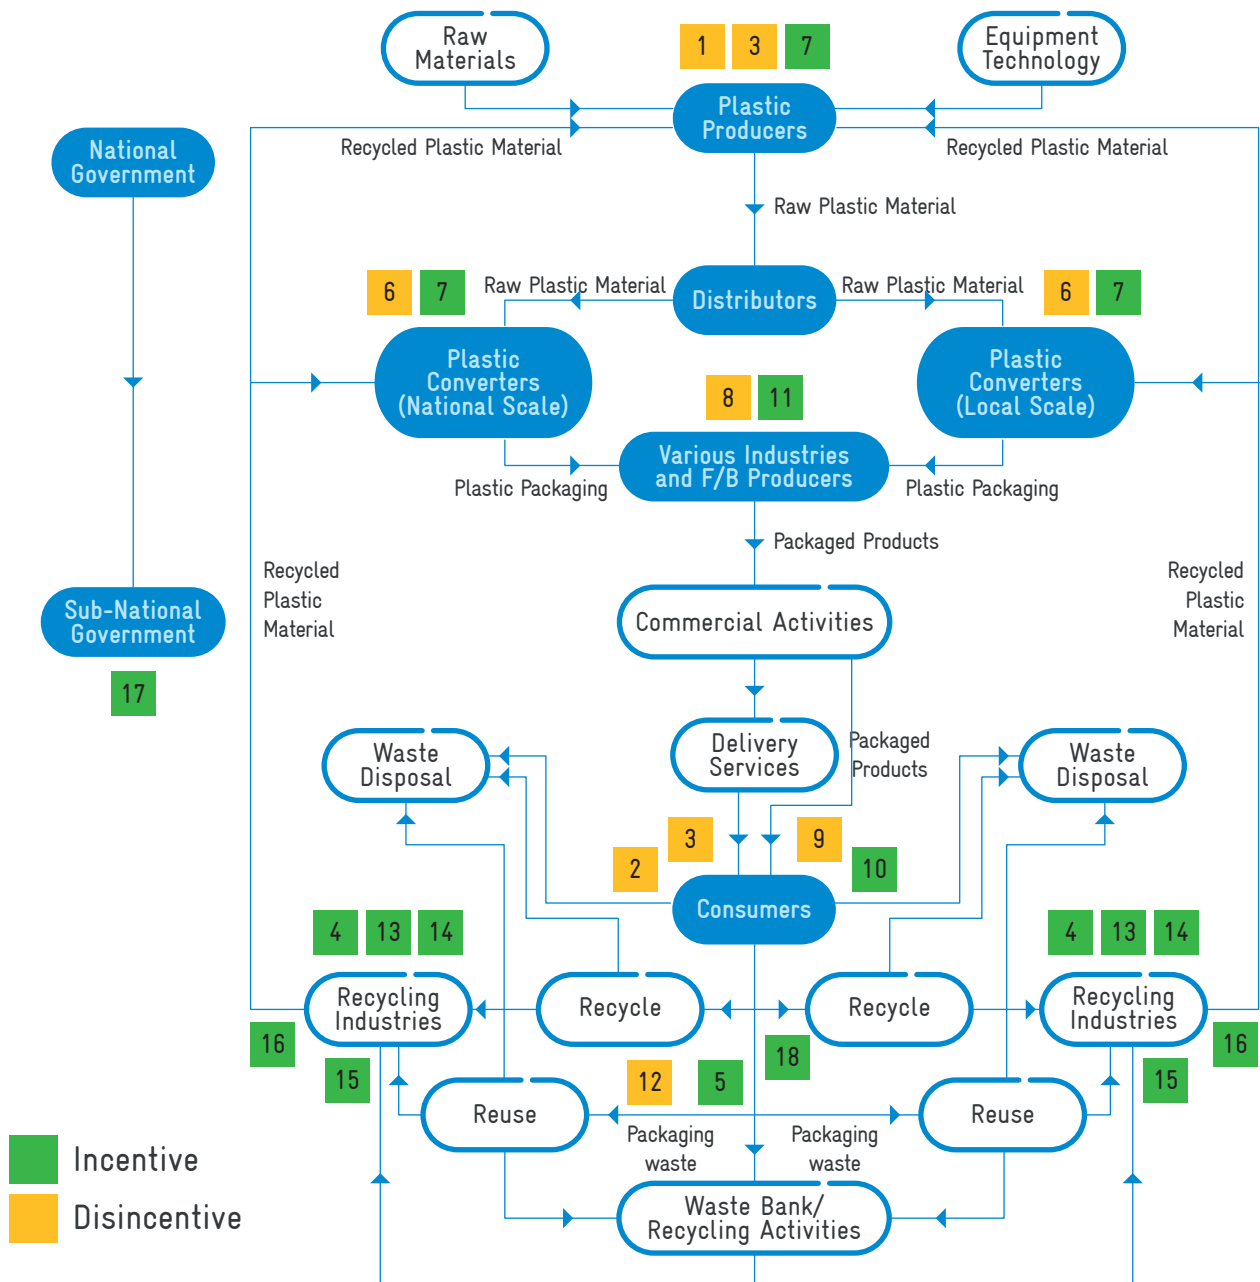 Raw
Materials
1 3 7
Equipment
Technology
Plastic
Producers
Recycled Plastic Material
Recycled Plastic Material
National
Government
Raw Plastic Material
6 7
Raw Plastic Material
Distributors
Raw Plastic Material
6 7
Plastic
Converters
(National Scale)
8 11
Plastic
Converters
(Local Scale)
Various Industries
and F/B Producers
Plastic Packaging
Plastic Packaging
Packaged Products
Recycled
Plastic
Material
Recycled
Plastic
Material
Sub-National
Government
17
Commercial Activities
Waste
Disposal
Delivery
Services
Packaged
Products
Waste
Disposal
2
3
9
10
Consumers
4 13 14
4 13 14
Recycling
Industries
Recycle
Recycle
Recycling
Industries
16
15
12
5
18
15
16
Reuse
Reuse
Packaging
waste
Packaging
waste
Incentive
Disincentive
Waste Bank/
Recycling Activities